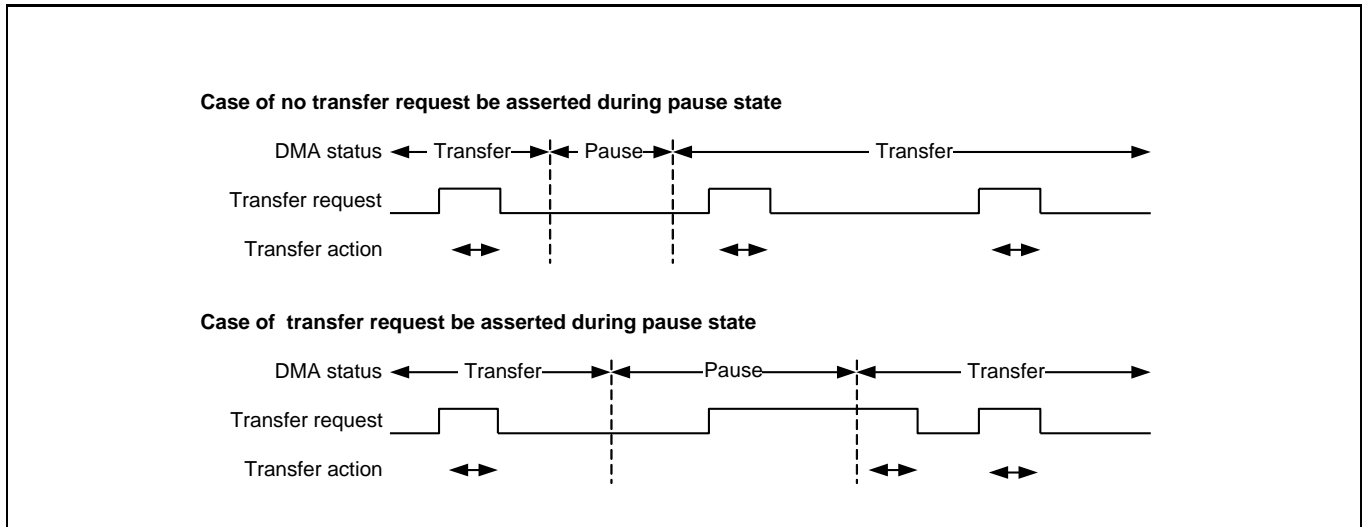 Case of no transfer request be asserted during pause state
DMA status Transfer Pause Transfer
Transfer request
Transfer action
Case of transfer request be asserted during pause state
DMA status Transfer Pause Transfer
Transfer request
Transfer action